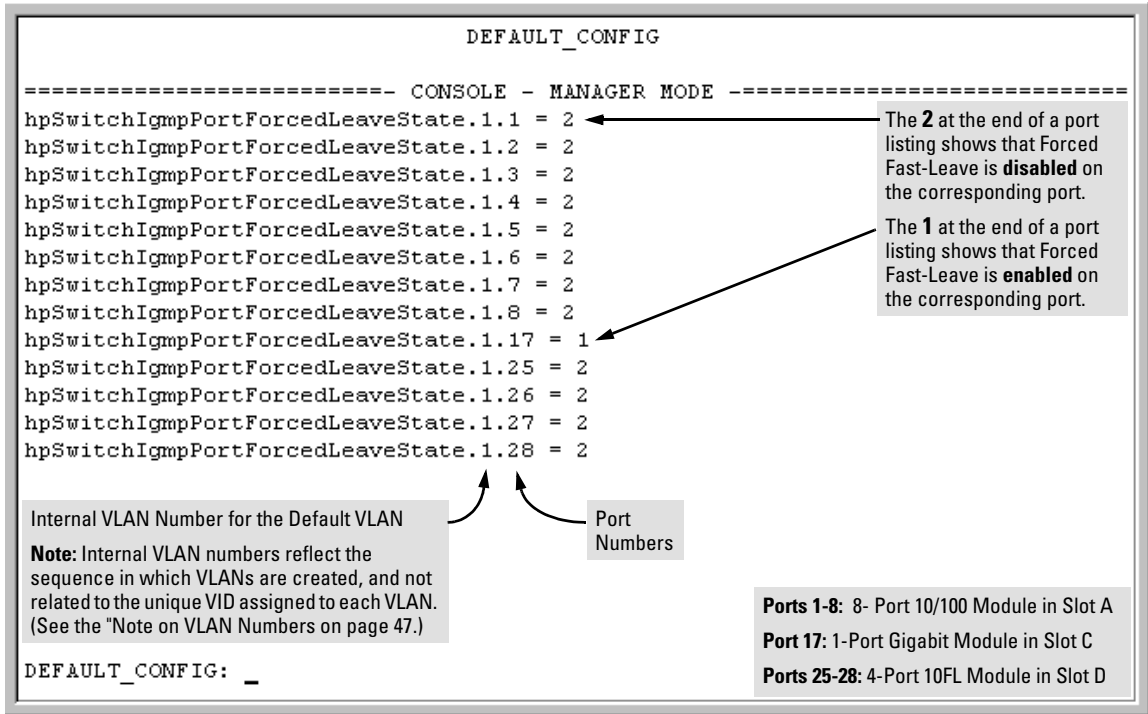 DEFAULT_CONFIG
==========================- CONSOLE - MANAGER MODE -============================
hpSwitchIgmpPortForcedLeaveState.1.1 = 2
hpSwitchIgmpPortForcedLeaveState.1.2 = 2
hpSwitchIgmpPortForcedLeaveState.1.3 = 2
hpSwitchIgmpPortForcedLeaveState.1.4 = 2
hpSwitchIgmpPortForcedLeaveState.1.5 = 2
hpSwitchIgmpPortForcedLeaveState.1.6 = 2
hpSwitchIgmpPortForcedLeaveState.1.7 = 2
hpSwitchIgmpPortForcedLeaveState.1.8 = 2
hpSwitchIgmpPortForcedLeaveState.1.17 = 1
hpSwitchIgmpPortForcedLeaveState.1.25 = 2
hpSwitchIgmpPortForcedLeaveState.1.26 = 2
hpSwitchIgmpPortForcedLeaveState.1.27 = 2
hpSwitchIgmpPortForcedLeaveState.1.28 = 2
The 2 at the end of a port
listing shows that Forced
Fast-Leave is disabled on
the corresponding port.
The 1 at the end of a port
listing shows that Forced
Fast-Leave is enabled on
the corresponding port.
Internal VLAN Number for the Default VLAN
Note: Internal VLAN numbers reflect the
sequence in which VLANs are created, and not
related to the unique VID assigned to each VLAN.
(See the "Note on VLAN Numbers on page 47.)
Port
Numbers
Ports 1-8: 8- Port 10/100 Module in Slot A
Port 17: 1-Port Gigabit Module in Slot C
Ports 25-28: 4-Port 10FL Module in Slot D
DEFAULT_CONFIG: _